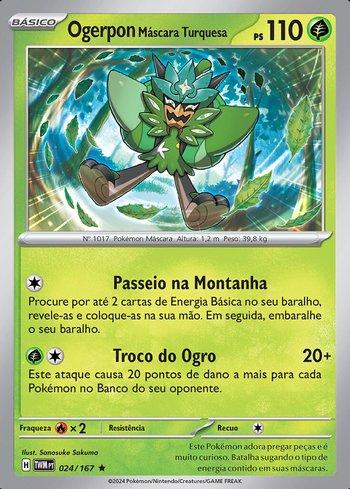 BÁSICO
Ogerpon Máscara Turquesa PS 110
Nº 1017 Pokémon Máscara Altura: 1,2 m Peso: 39,8 kg
Passeio na Montanha
Procure por até 2 cartas de Energia Básica no seu baralho,
revele-as e coloque-as na sua mão. Em seguida, embaralhe
o seu baralho.
Troco do Ogro 20+
Este ataque causa 20 pontos de dano a mais para cada
Pokémon no Banco do seu oponente.
Fraqueza × 2 Resistência Recuo
Ilust. Sanosuke Sakuma
H TWM PT 024/167 ★
Este Pokémon adora pregar peças e é
muito curioso. Batalha sugando o tipo de
energia contido em suas máscaras.
©2024 Pokémon/Nintendo/Creatures/GAME FREAK